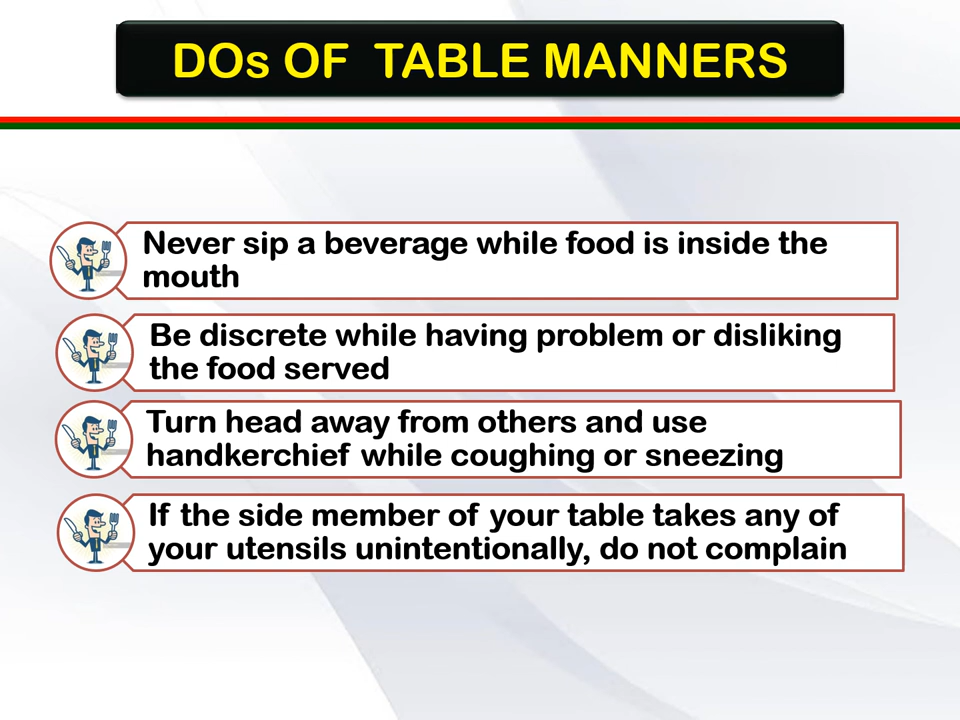 DOs OF TABLE MANNERS
Never sip a beverage while food is inside the
mouth
Be discrete while having problem or disliking
the food served
Turn head away from others and use
handkerchief while coughing or sneezing
If the side member of your table takes any of
your utensils unintentionally, do not complain